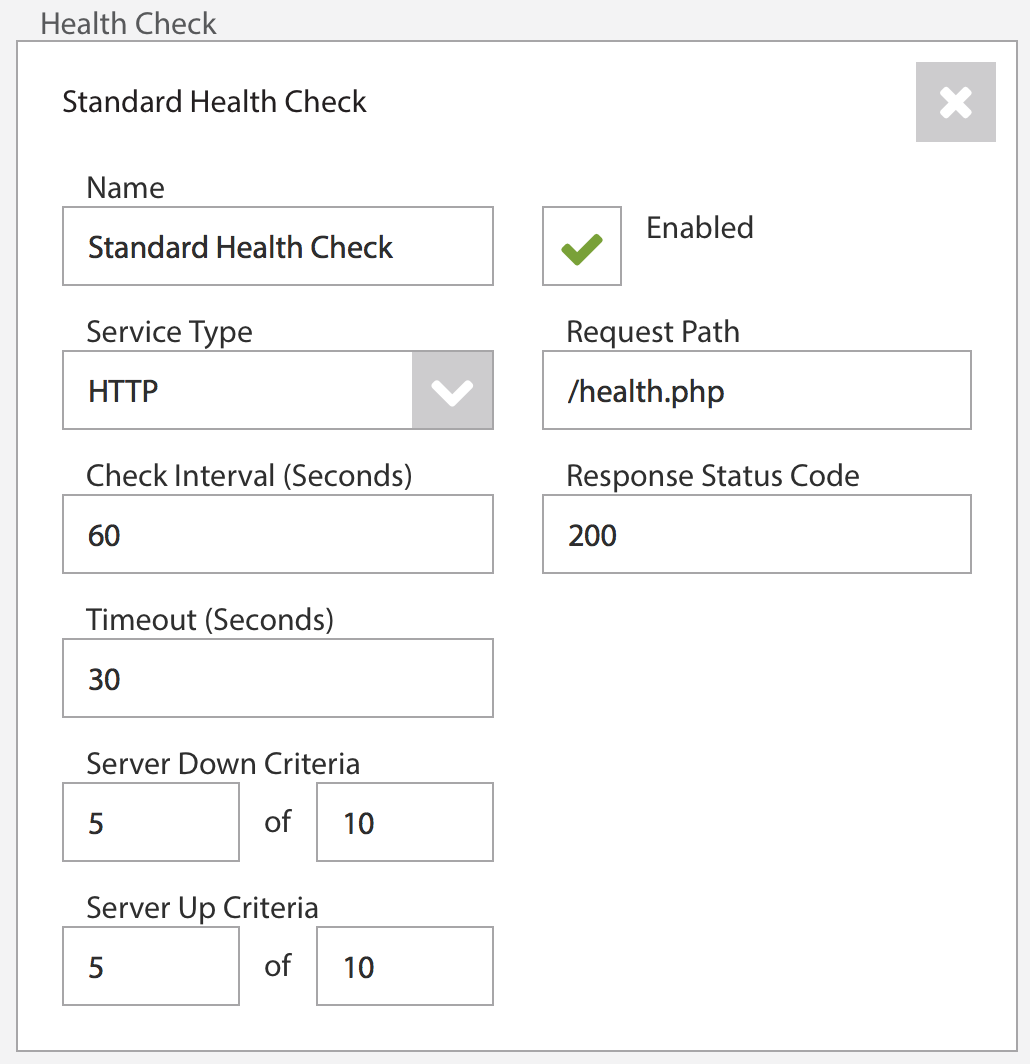 Health Check
Standard Health Check
Name
Standard Health Check
Enabled
Service Type
Request Path
HTTP
/health.php
Check Interval (Seconds)
Response Status Code
60
200
Timeout (Seconds)
30
Server Down Criteria
5 of 10
Server Up Criteria
5 of 10